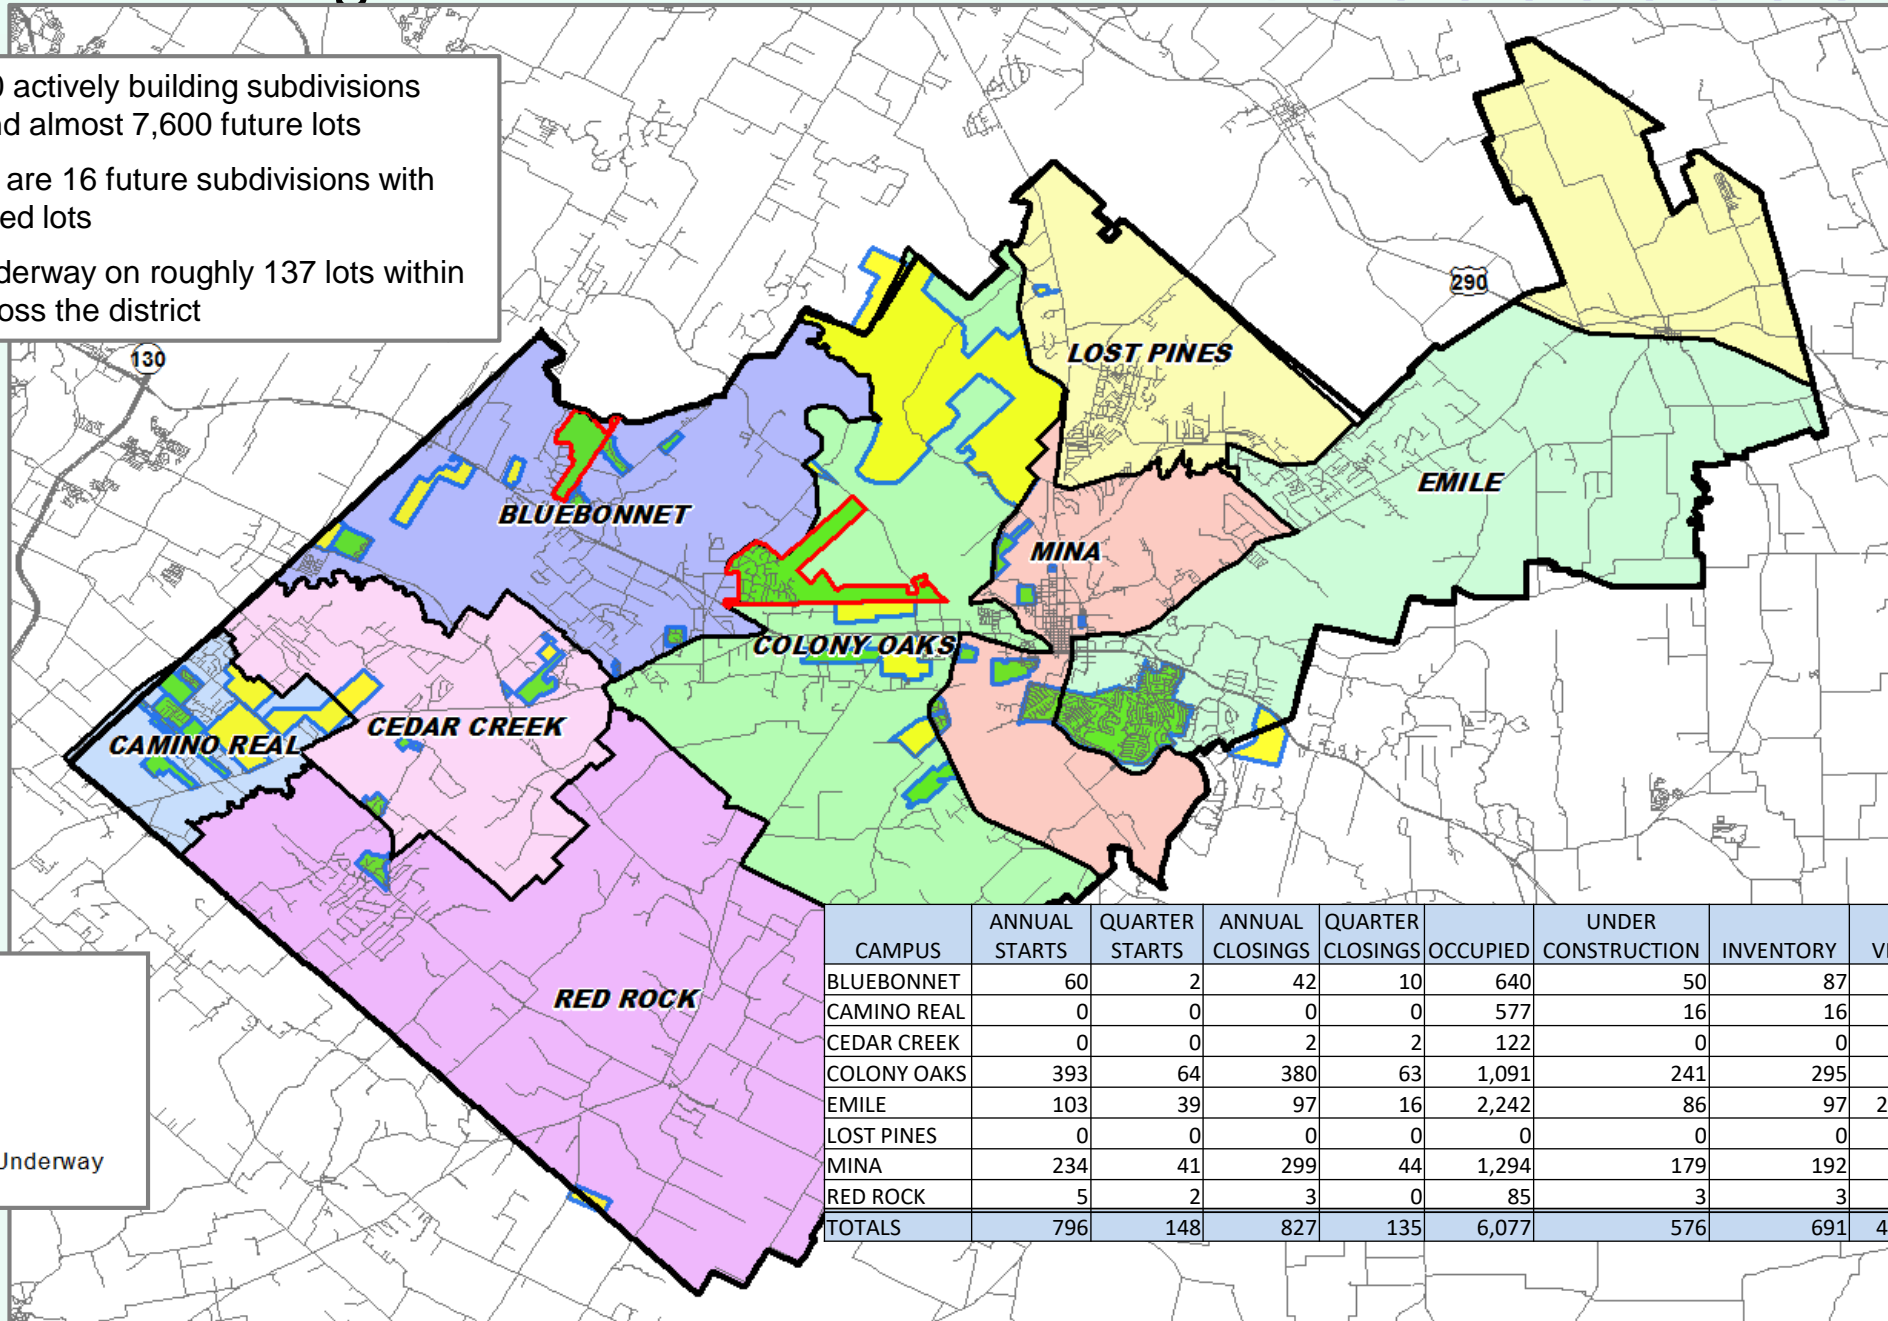 actively building subdivisions
almost 7,600 future lots
are 16 future subdivisions with
lots
on roughly 137 lots within
the district
130
290
LOST PINES
EMILE
BLUEBONNET
MINA
COLONY OAKS
CEDAR CREEK
CAMINO REAL
RED ROCK
Underway
CAMPUS ANNUAL STARTS QUARTER STARTS ANNUAL CLOSINGS QUARTER CLOSINGS OCCUPIED UNDER CONSTRUCTION INVENTORY
BLUEBONNET 60 2 42 10 640 50 87
CAMINO REAL 0 0 0 0 577 16 16
CEDAR CREEK 0 0 2 2 122 0 0
COLONY OAKS 393 64 380 63 1,091 241 295
EMILE 103 39 97 16 2,242 86 97
LOST PINES 0 0 0 0 0 0 0
MINA 234 41 299 44 1,294 179 192
RED ROCK 5 2 3 0 85 3 3
TOTALS 796 148 827 135 6,077 576 691